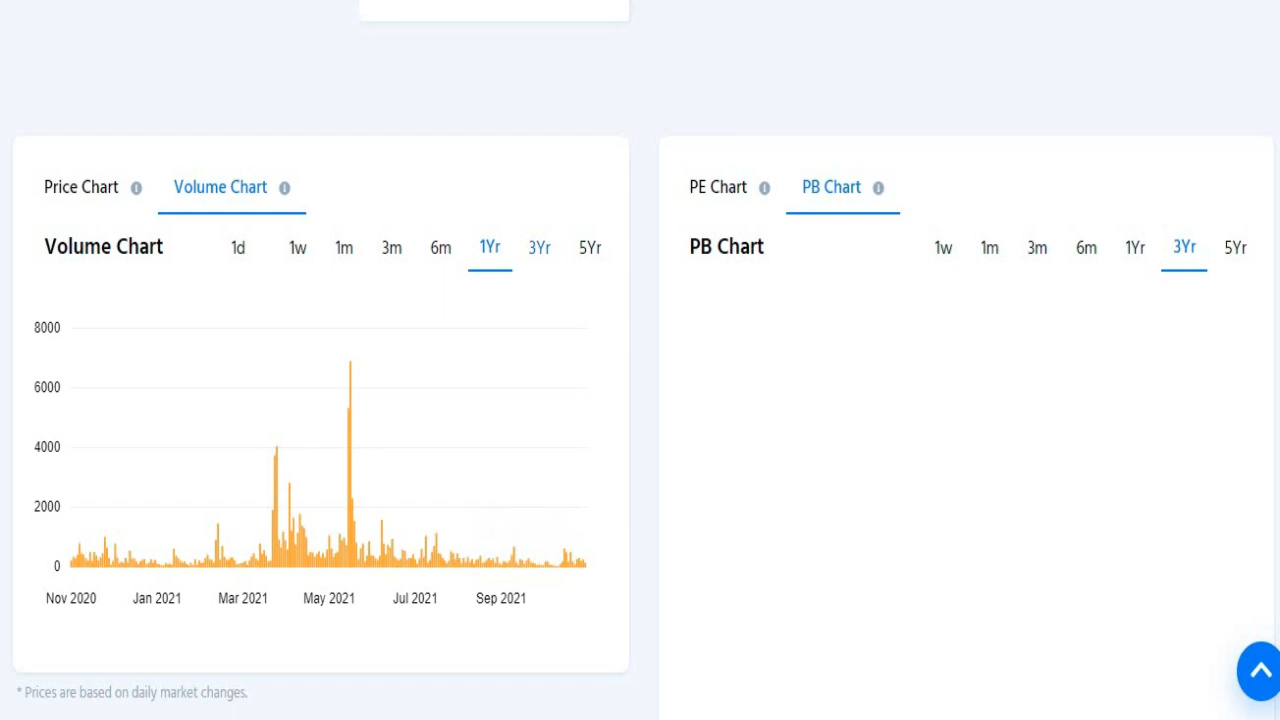 Price Chart
Volume Chart
Volume Chart 1d 1w 1m 3m 6m 1Yr 3Yr 5Yr
8000
6000
4000
2000
0
Nov 2020 Jan 2021 Mar 2021 May 2021 Jul 2021 Sep 2021
* Prices are based on daily market changes.
PE Chart
PB Chart
PB Chart 1w 1m 3m 6m 1Yr 3Yr 5Yr